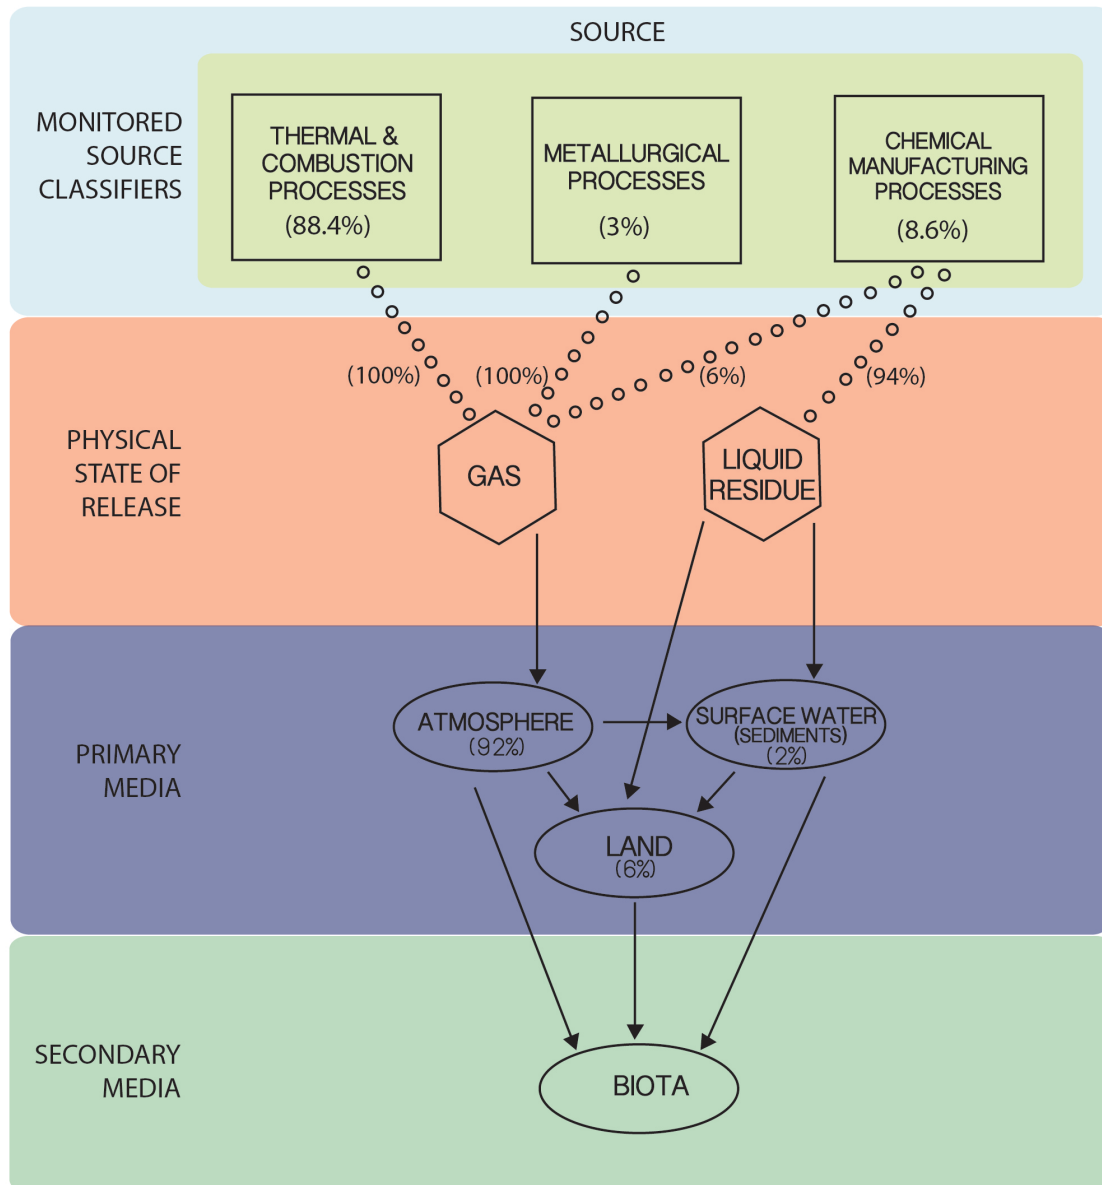 SOURCE
MONITORED
SOURCE
CLASSIFIERS
THERMAL &
COMBUSTION
PROCESSES
(88.4%)
METALLURGICAL
PROCESSES
(3%)
CHEMICAL
MANUFACTURING
PROCESSES
(8.6%)
(100%)
(100%)
(6%)
(94%)
PHYSICAL
STATE OF
RELEASE
GAS
LIQUID
RESIDUE
PRIMARY
MEDIA
ATMOSPHERE
(92%)
SURFACE WATER
(SEDIMENTS)
(2%)
LAND
(6%)
SECONDARY
MEDIA
BIOTA